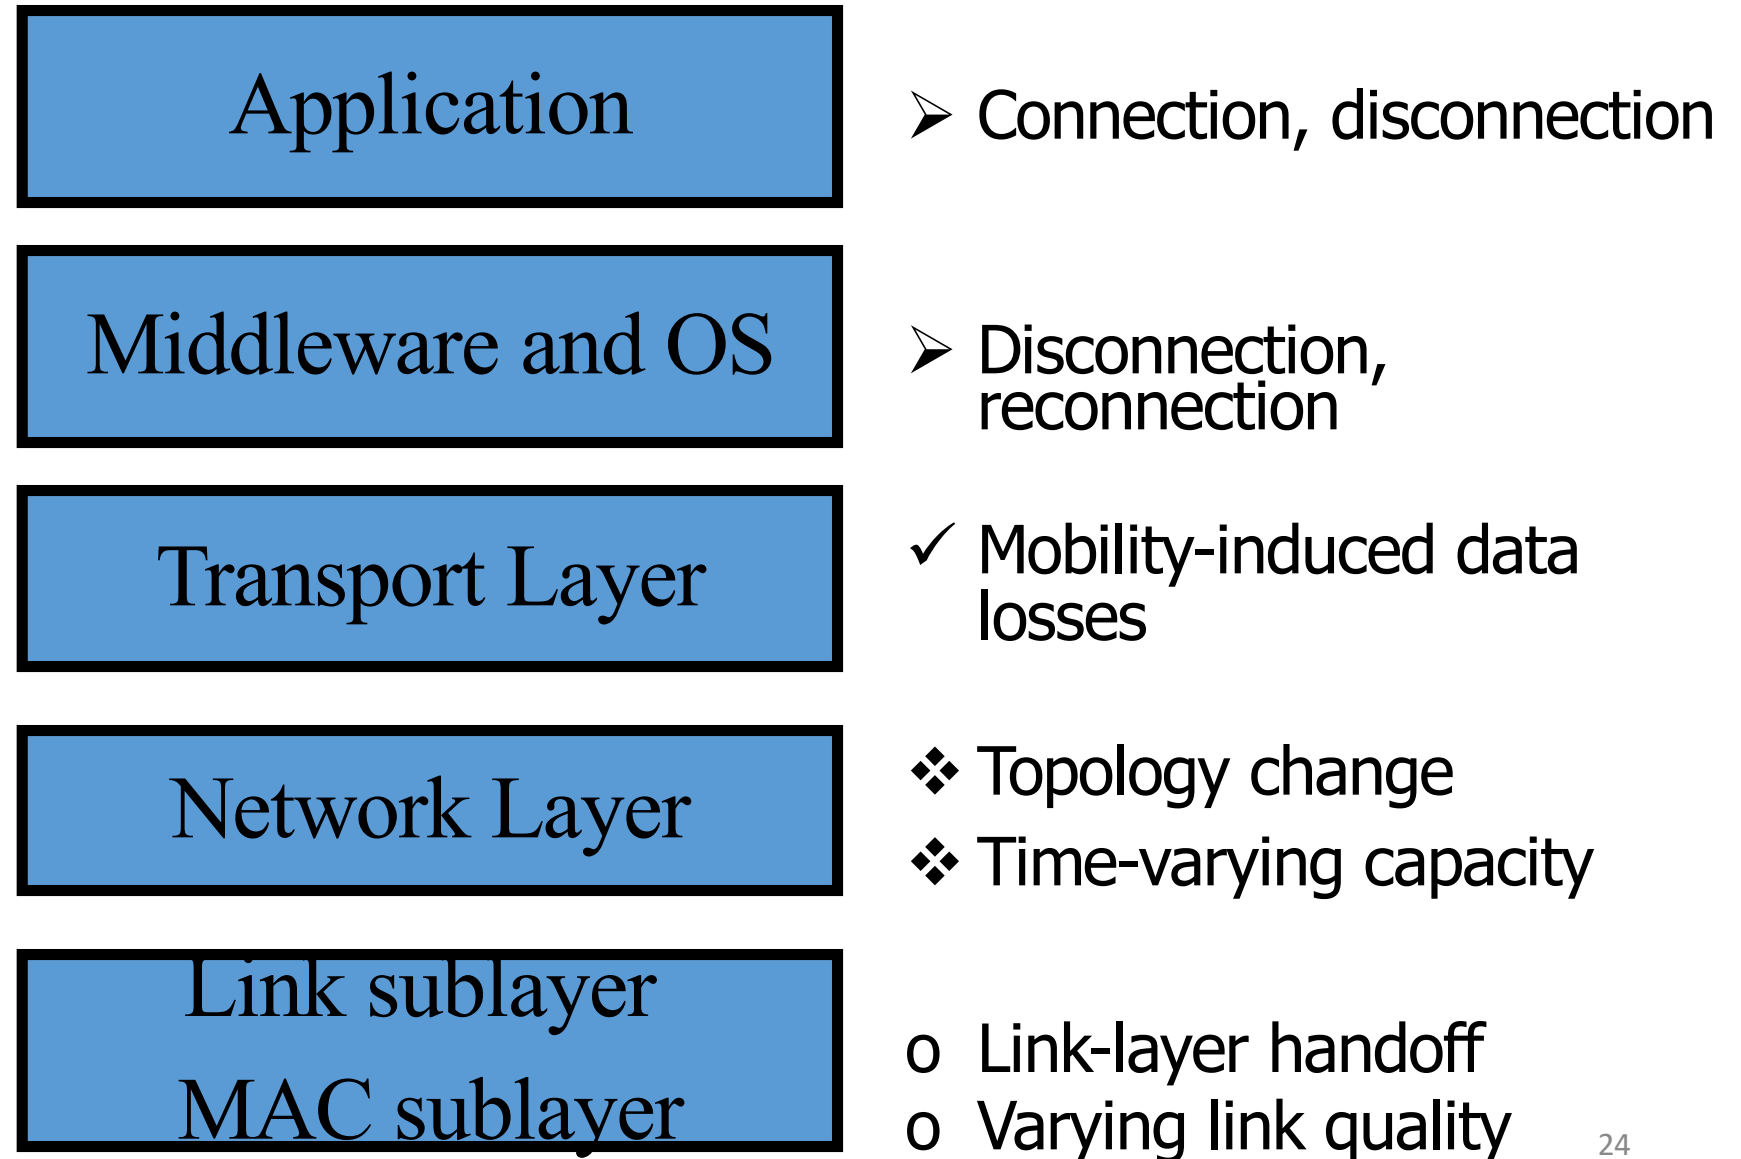 Application
➢ Connection, disconnection
Middleware and OS
➢ Disconnection,
reconnection
Transport Layer
✓ Mobility-induced data
losses
Network Layer
❖ Topology change
❖ Time-varying capacity
Link sublayer
MAC sublayer
o Link-layer handoff
o Varying link quality
24